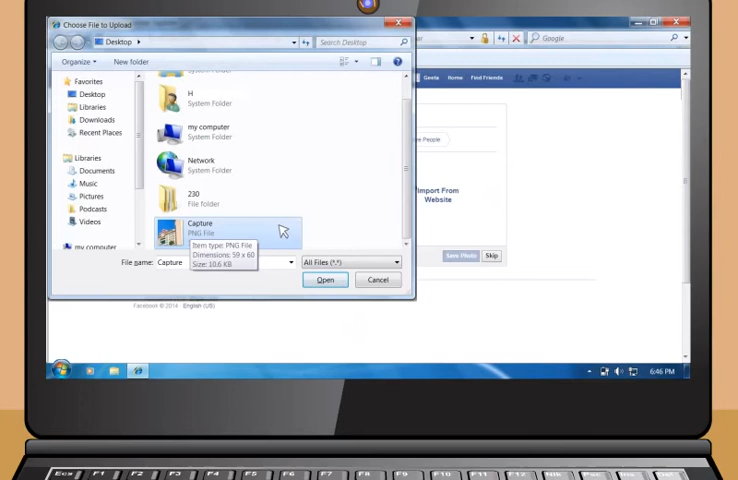 Choose File to Upload
Desktop
Search Desktop
Google
Organize
New folder
Geeta Home Find Friends
Favorites
Desktop
Libraries
Downloads
Recent Places
Libraries
Documents
Music
Pictures
Podcasts
Videos
my computer
System Folder
H
System Folder
my computer
System Folder
Network
System Folder
230
File folder
Capture
PNG File
Item type: PNG File
Dimensions: 59 x 60
Size: 10.6 KB
File name: Capture
All Files (*.*)
Open
Cancel
e People
Import From
Website
Save Photo
Skip
Facebook © 2014 English (US)
6:46 PM
Esc F1 F2 F3 F4 F5 F6 F7 F8 F9 F10 F11 F12